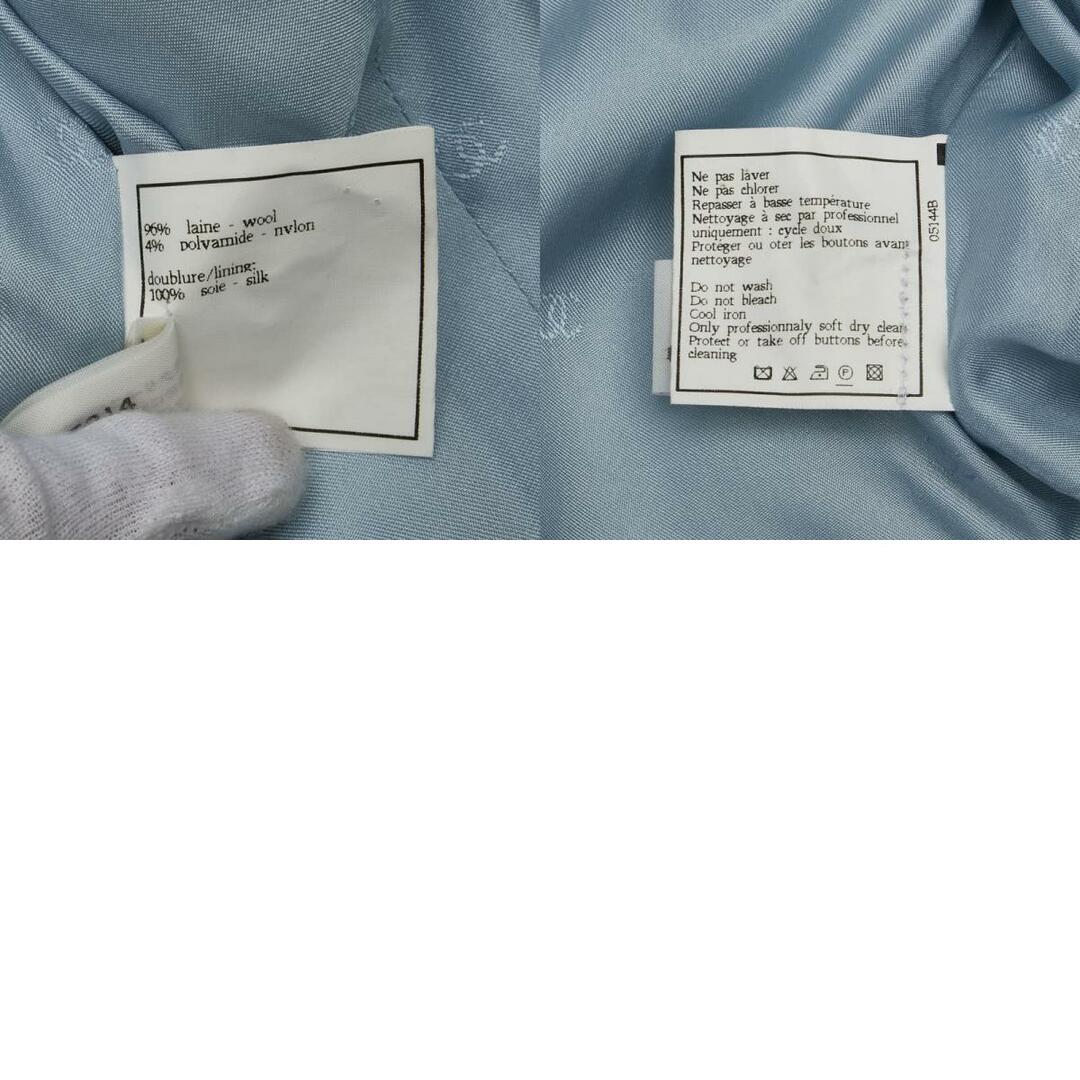 96% laine - wool
4% polyamide - nylon
doublure/lining:
100% soie - silk
Ne pas laver
Ne pas chlorer
Repasser à basse température
Nettoyage à sec par professionnel
uniquement : cycle doux
Protéger ou oter les boutons avant
nettoyage
Do not wash
Do not bleach
Cool iron
Only professionnaly soft dry clean
Protect or take off buttons before
cleaning
P
05144B